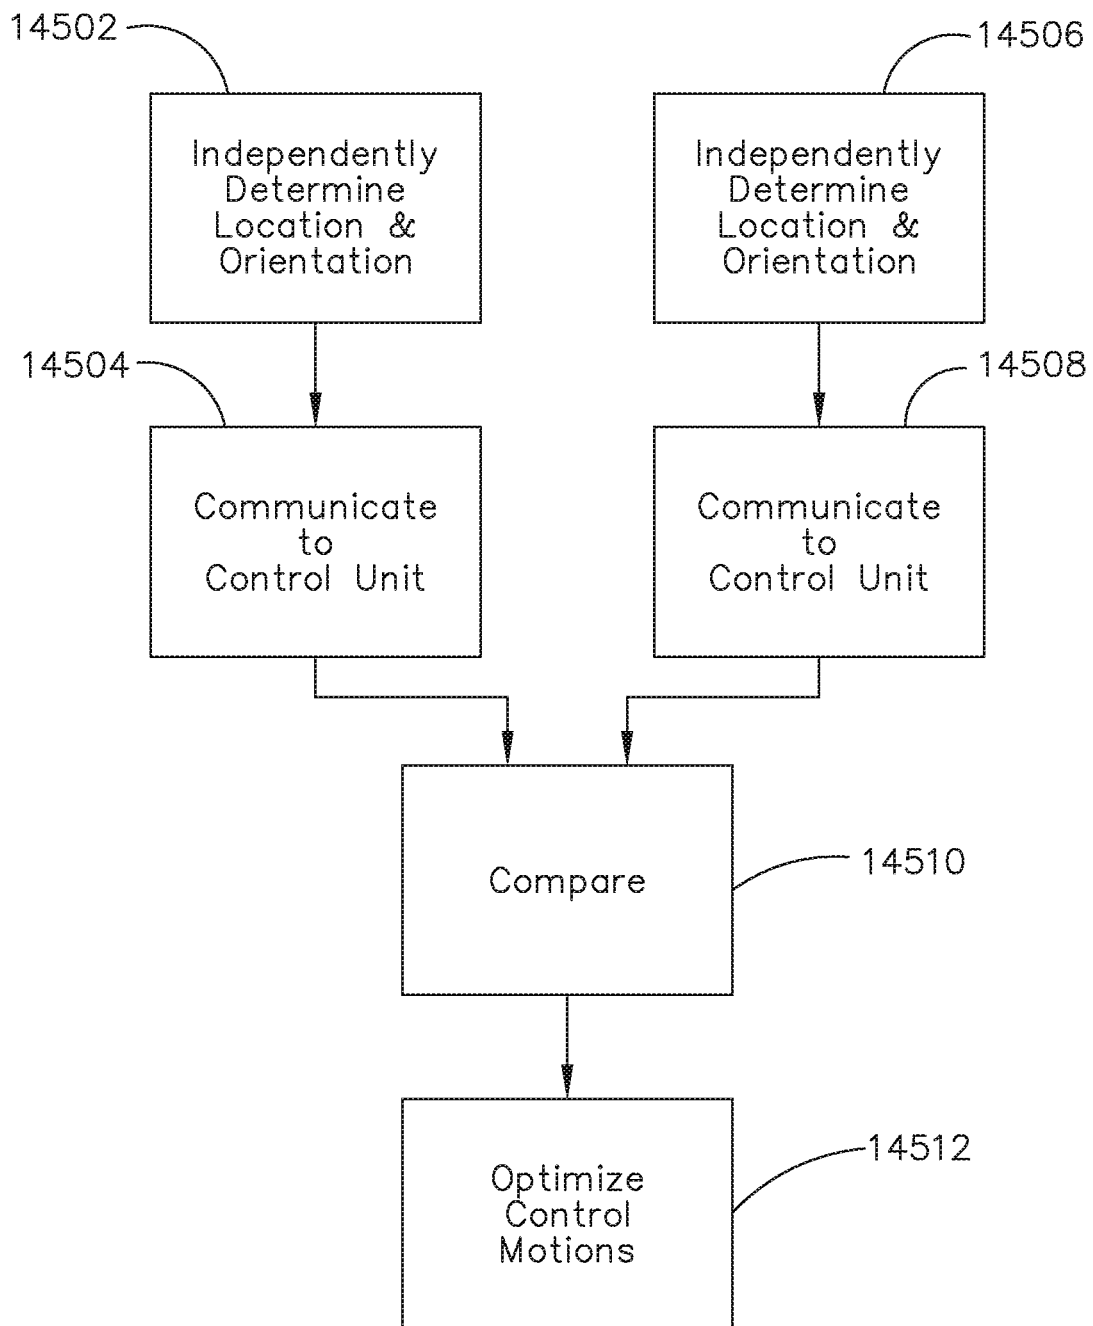 14502
14506
Independently
Determine
Location &
Orientation
Independently
Determine
Location &
Orientation
14504
14508
Communicate
to
Control Unit
Communicate
to
Control Unit
Compare
14510
14512
Optimize
Control
Motions